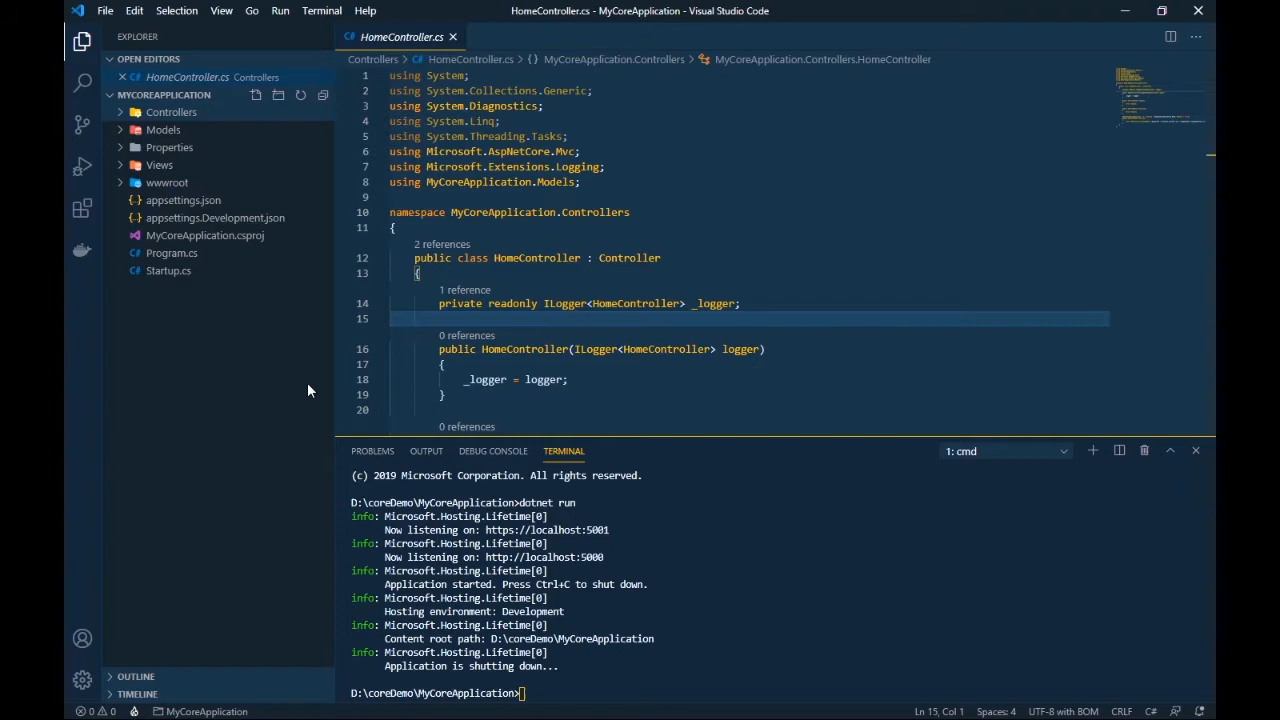 File Edit Selection View Go Run Terminal Help HomeController.cs - MyCoreApplication - Visual Studio Code
EXPLORER
OPEN EDITORS
HomeController.cs Controllers
MYCOREAPPLICATION
Controllers
Models
Properties
Views
wwwroot
appsettings.json
appsettings.Development.json
MyCoreApplication.csproj
Program.cs
Startup.cs
OUTLINE
TIMELINE
HomeController.cs
Controllers > HomeController.cs > {} MyCoreApplication.Controllers > MyCoreApplication.Controllers.HomeController
1 using System;
2 using System.Collections.Generic;
3 using System.Diagnostics;
4 using System.Linq;
5 using System.Threading.Tasks;
6 using Microsoft.AspNetCore.Mvc;
7 using Microsoft.Extensions.Logging;
8 using MyCoreApplication.Models;
9
10 namespace MyCoreApplication.Controllers
11 {
2 references
12 public class HomeController : Controller
13 {
1 reference
14 private readonly ILogger<HomeController> _logger;
15
0 references
16 public HomeController(ILogger<HomeController> logger)
17 {
18 _logger = logger;
19 }
20
0 references
PROBLEMS OUTPUT DEBUG CONSOLE TERMINAL 1: cmd
(c) 2019 Microsoft Corporation. All rights reserved.
D:\coreDemo\MyCoreApplication>dotnet run
info: Microsoft.Hosting.Lifetime[0]
Now listening on: https://localhost:5001
info: Microsoft.Hosting.Lifetime[0]
Now listening on: http://localhost:5000
info: Microsoft.Hosting.Lifetime[0]
Application started. Press Ctrl+C to shut down.
info: Microsoft.Hosting.Lifetime[0]
Hosting environment: Development
info: Microsoft.Hosting.Lifetime[0]
Content root path: D:\coreDemo\MyCoreApplication
info: Microsoft.Hosting.Lifetime[0]
Application is shutting down...
D:\coreDemo\MyCoreApplication>
0 0 MyCoreApplication Ln 15, Col 1 Spaces: 4 UTF-8 with BOM CRLF C#